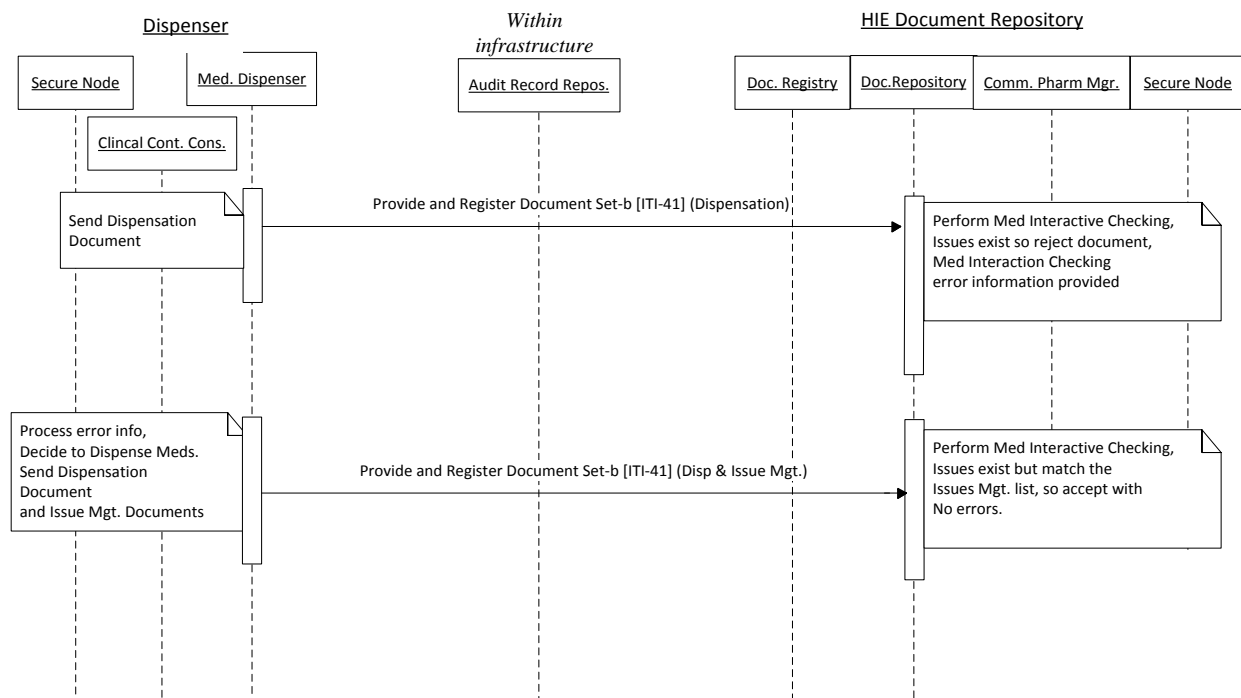 Dispenser
Within
infrastructure
HIE Document Repository
Secure Node
Med. Dispenser
Audit Record Repos.
Doc. Registry
Doc.Repository
Comm. Pharm Mgr.
Secure Node
Clincal Cont. Cons.
Send Dispensation
Document
Provide and Register Document Set-b [ITI-41] (Dispensation)
Perform Med Interactive Checking,
Issues exist so reject document,
Med Interaction Checking
error information provided
Process error info,
Decide to Dispense Meds.
Send Dispensation
Document
and Issue Mgt. Documents
Provide and Register Document Set-b [ITI-41] (Disp & Issue Mgt.)
Perform Med Interactive Checking,
Issues exist but match the
Issues Mgt. list, so accept with
No errors.